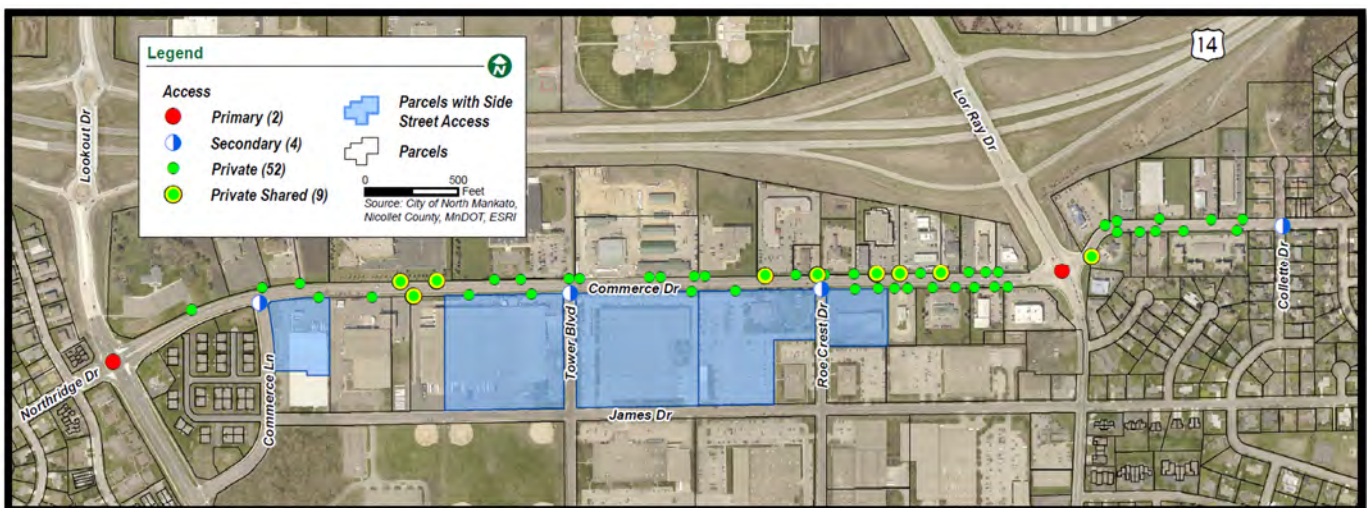 Legend
N
Access
Primary (2)
Secondary (4)
Private (52)
Private Shared (9)
Parcels with Side
Street Access
Parcels
0 500
Feet
Source: City of North Mankato,
Nicollet County, MnDOT, ESRI
14
Lookout Dr
Lor Ray Dr
Commerce Dr
Collette Dr
Northridge Dr
Commerce Ln
Tower Blvd
Roe Crest Dr
James Dr